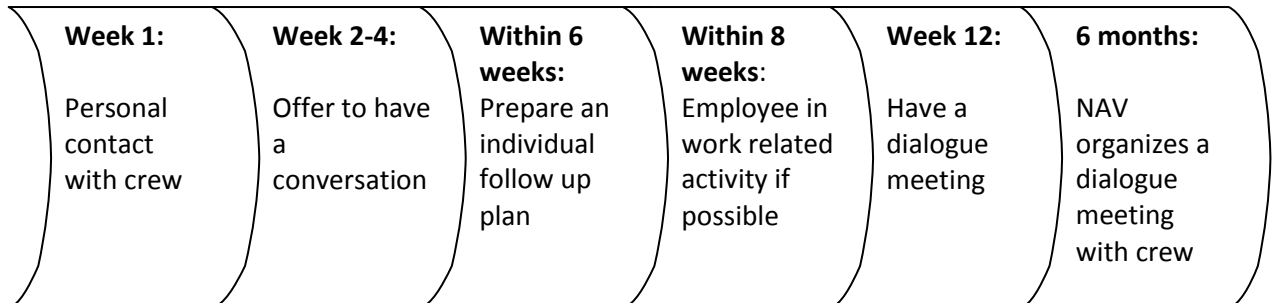 Week 1:
Personal
contact
with crew
Week 2-4:
Offer to have
a
conversation
Within 6
weeks:
Prepare an
individual
follow up
plan
Within 8
weeks:
Employee in
work related
activity if
possible
Week 12:
Have a
dialogue
meeting
6 months:
NAV
organizes a
dialogue
meeting
with crew